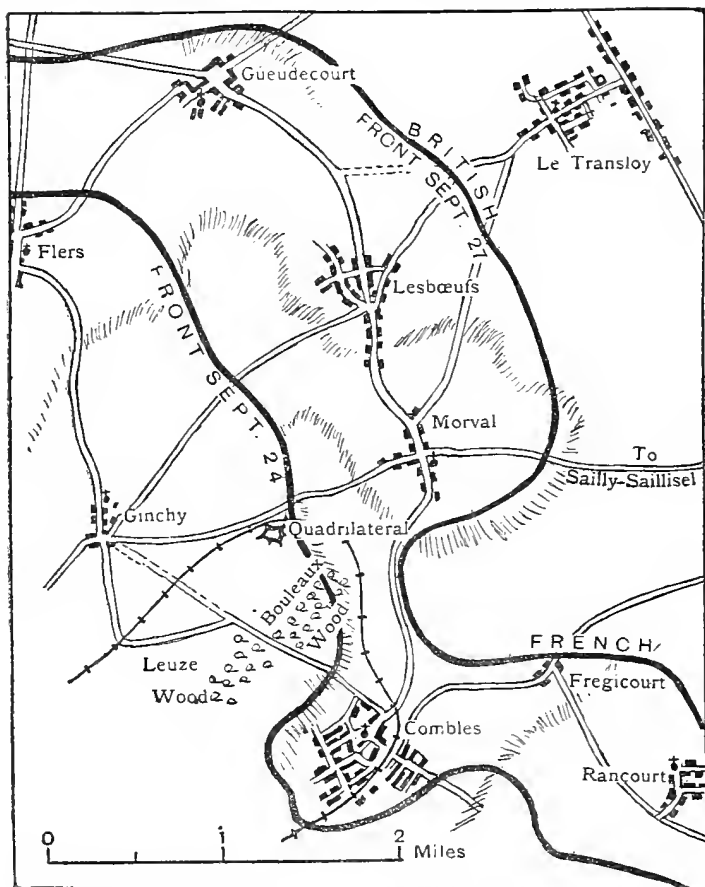 Gueudecourt
BRITISH
FRONT SEPT. 27
Le Transloy
Flers
FRONT SEPT. 24
Lesbœufs
Morval
To
Sailly-Saillisel
Ginchy
Quadrilateral
Bouleaux
Wood
Leuze
Wood
FRENCH
Fregicourt
Combles
Rancourt
0 1 2
Miles